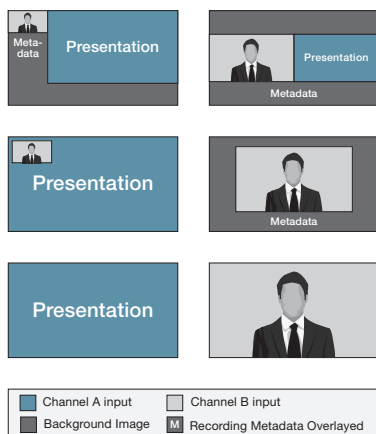 Meta-
data
Presentation
Presentation
Metadata
Presentation
Metadata
Presentation
Channel A input
Channel B input
Background Image
M Recording Metadata Overlayed